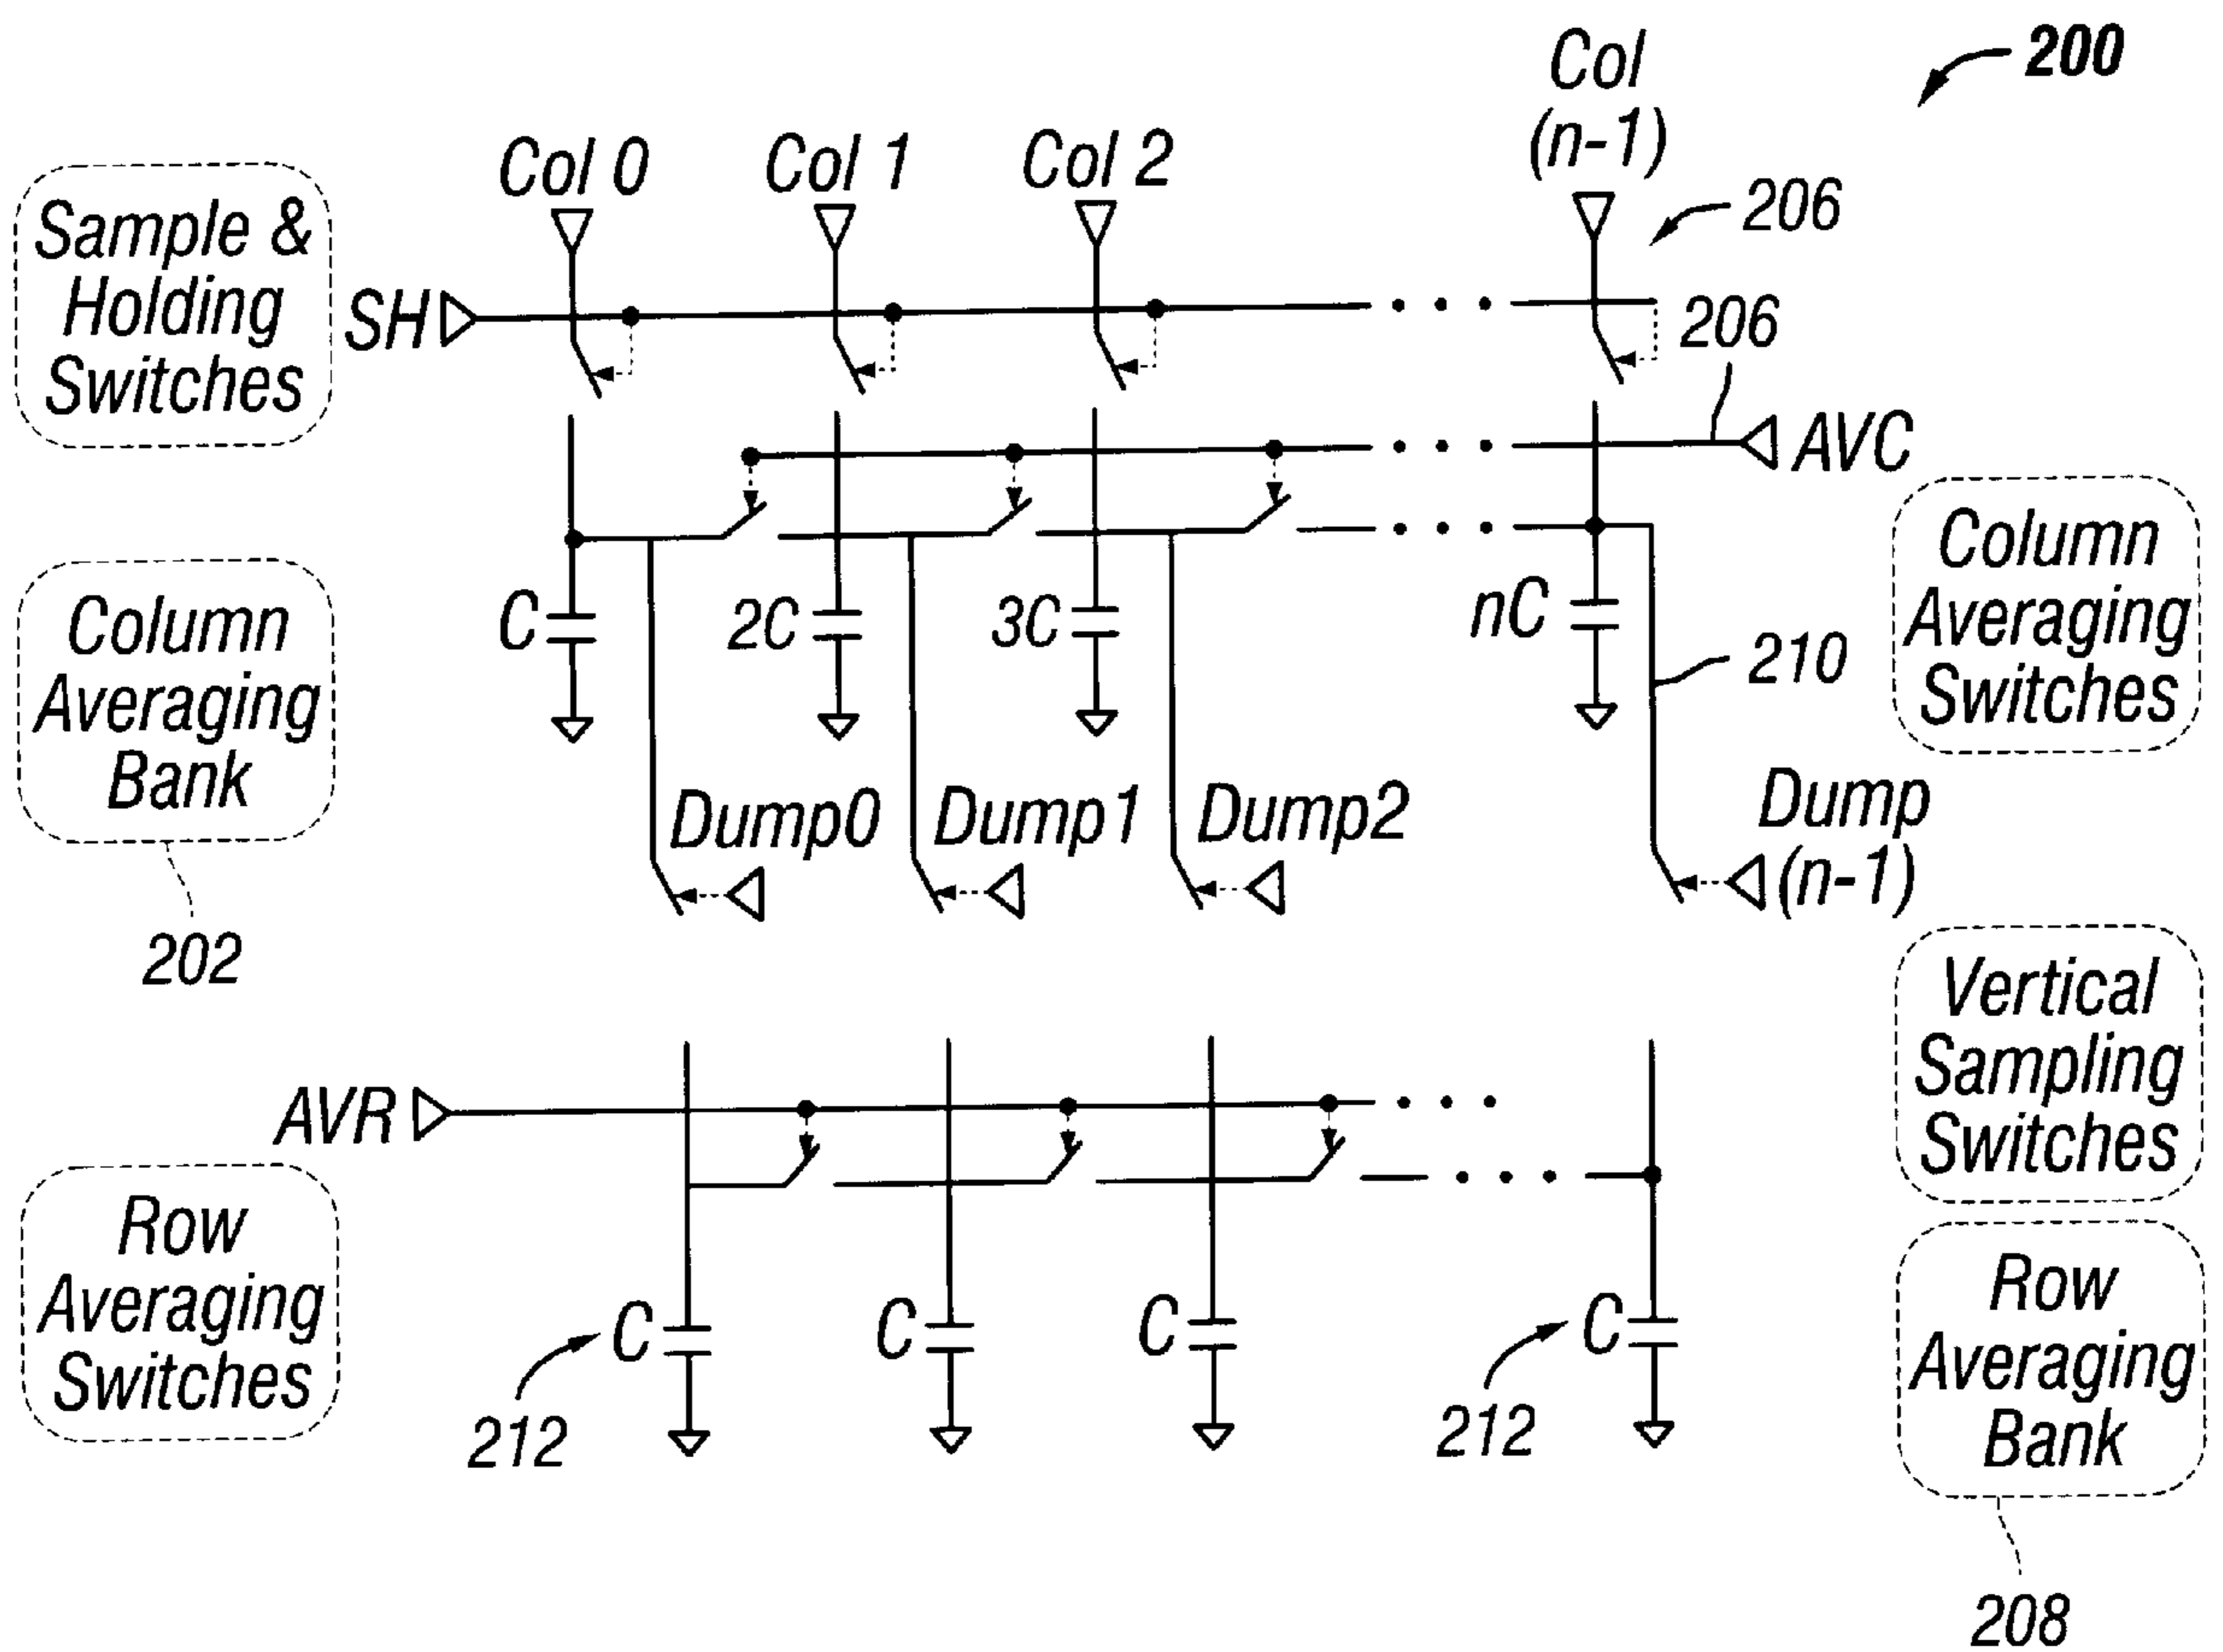 200
Col
(n-1)
Col 0
Col 1
Col 2
206
Sample &
Holding
Switches
SH
206
AVC
Column
Averaging
Switches
Column
Averaging
Bank
C
2C
3C
nC
210
Dump0
Dump1
Dump2
Dump
(n-1)
202
Vertical
Sampling
Switches
AVR
Row
Averaging
Switches
C
C
C
C
212
212
Row
Averaging
Bank
208